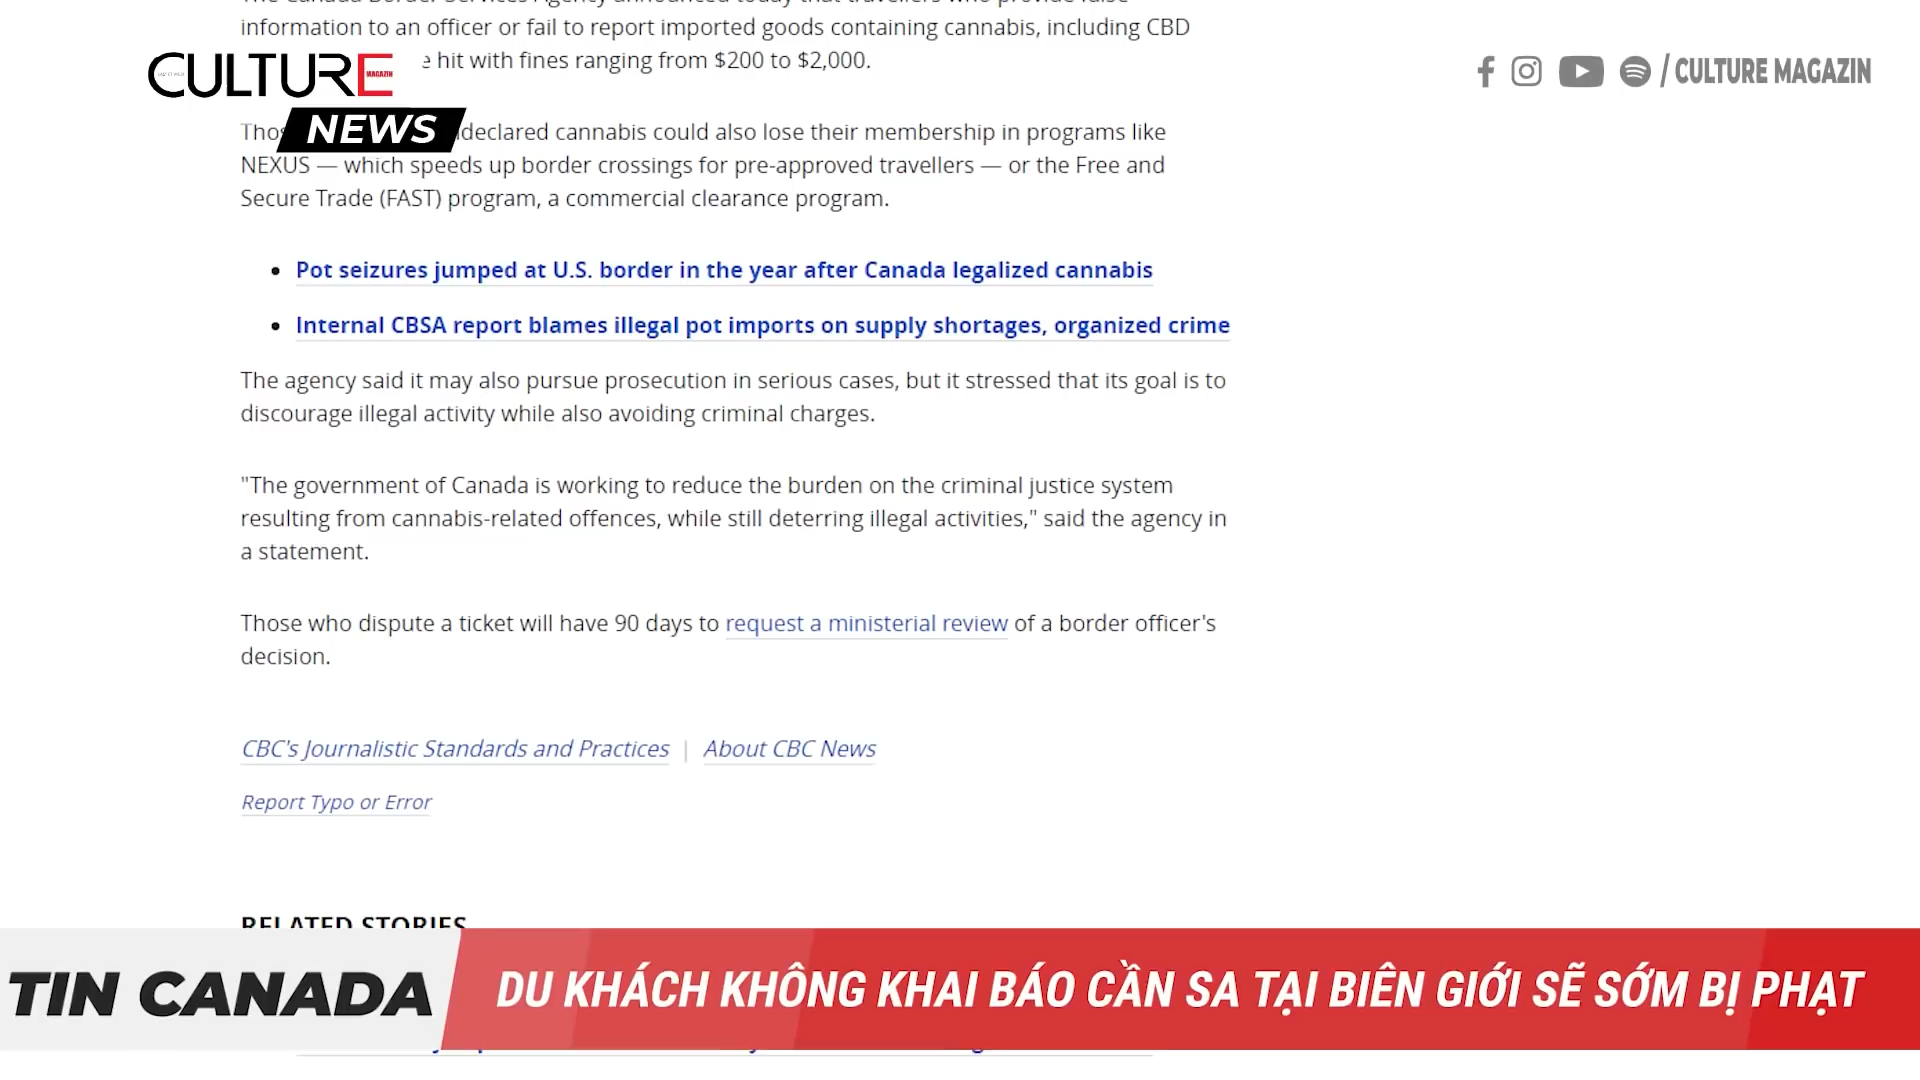 information to an officer or fail to report imported goods containing cannabis, including CBD
CULTURE
MAGAZIN
NEWS
hit with fines ranging from $200 to $2,000.
/ CULTURE MAGAZIN
declared cannabis could also lose their membership in programs like
NEXUS — which speeds up border crossings for pre-approved travellers — or the Free and
Secure Trade (FAST) program, a commercial clearance program.
• Pot seizures jumped at U.S. border in the year after Canada legalized cannabis
• Internal CBSA report blames illegal pot imports on supply shortages, organized crime
The agency said it may also pursue prosecution in serious cases, but it stressed that its goal is to
discourage illegal activity while also avoiding criminal charges.
"The government of Canada is working to reduce the burden on the criminal justice system
resulting from cannabis-related offences, while still deterring illegal activities," said the agency in
a statement.
Those who dispute a ticket will have 90 days to request a ministerial review of a border officer's
decision.
CBC's Journalistic Standards and Practices | About CBC News
Report Typo or Error
RELATED STORIES
TIN CANADA
DU KHÁCH KHÔNG KHAI BÁO CẦN SA TẠI BIÊN GIỚI SẼ SỚM BỊ PHẠT